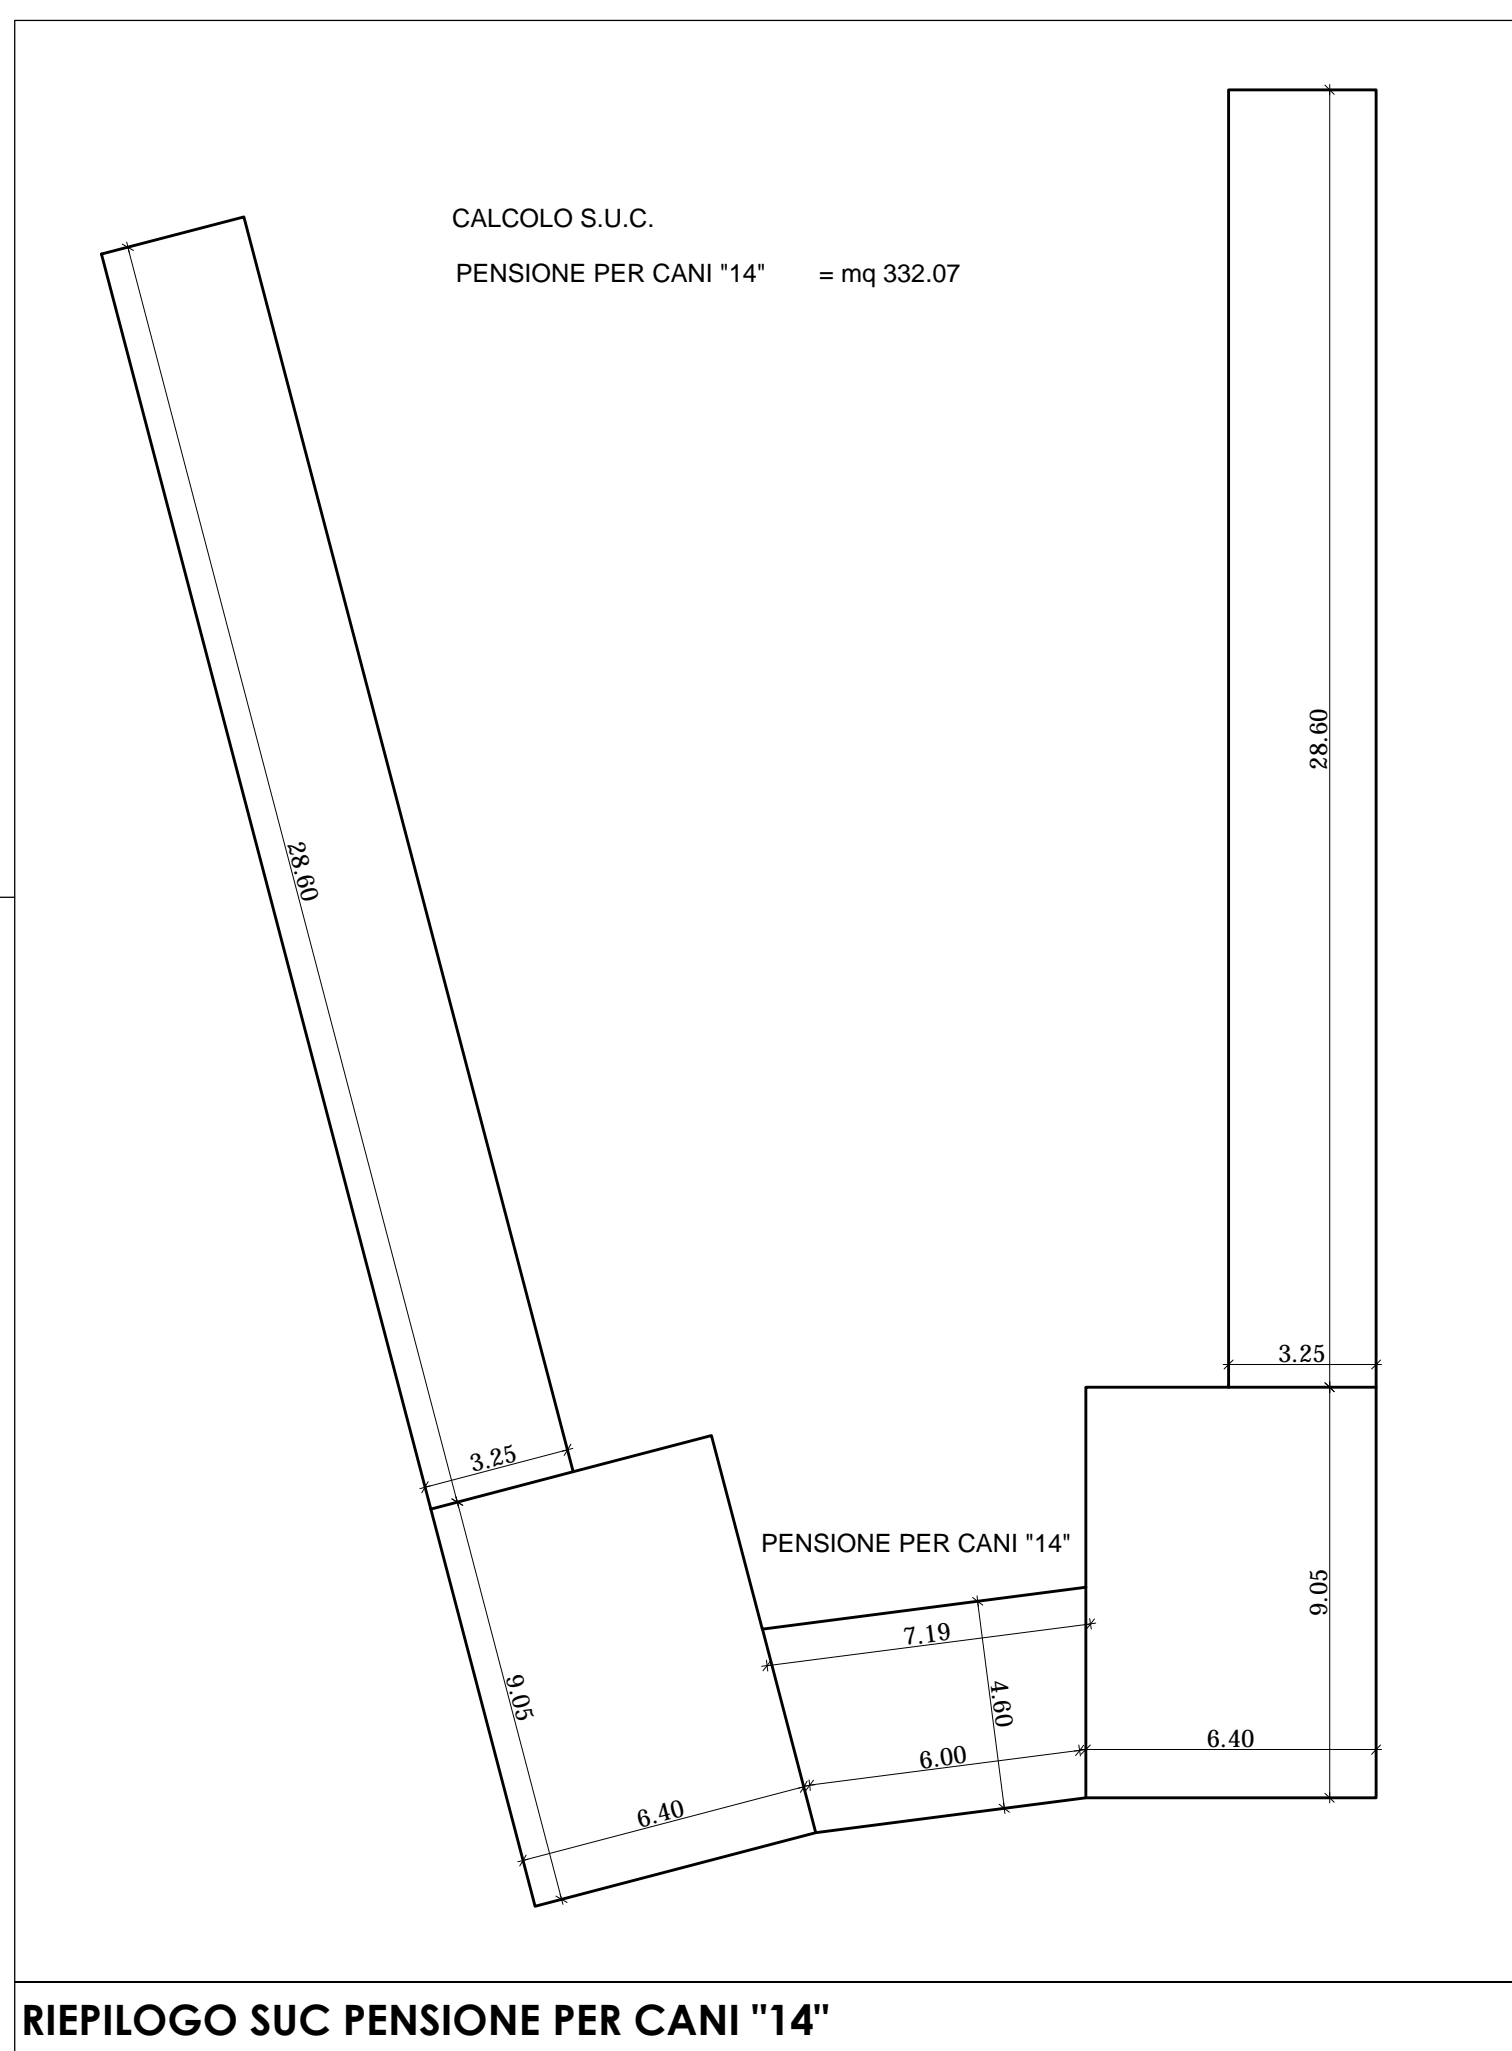 CALCOLO S.U.C.
PENSIONE PER CANI "14" = mq 332.07
28.60
28.60
3.25
3.25
PENSIONE PER CANI "14"
9.05
7.19
9.05
4.60
6.40
6.00
6.40
RIEPILOGO SUC PENSIONE PER CANI "14"